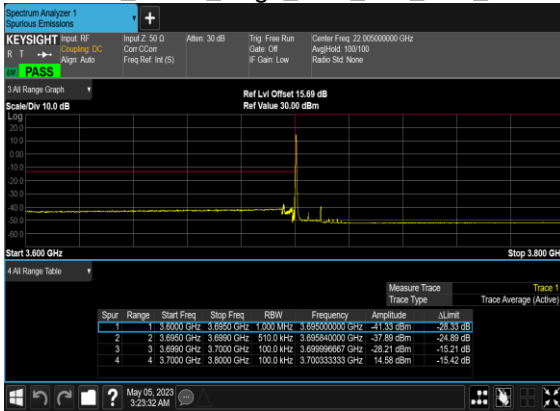 Spectrum Analyzer 1
Spurious Emissions
KEYSIGHT Input: RF Input Z: 50 Ω Atten: 30 dB Trig: Free Run Center Freq: 22.005000000 GHz
R T Coupling: DC Corr CCorr Gate: Off Avg|Hold: 100/100
Align: Auto Freq Ref: Int (S) IF Gain: Low Radio Std: None
PASS
3 All Range Graph Ref Lvl Offset 15.69 dB
Scale/Div 10.0 dB Ref Value 30.00 dBm
Log
20.0
10.0
0.00
-10.0
-20.0
-30.0
-40.0
-50.0
-60.0
Start 3.600 GHz Stop 3.800 GH
4 All Range Table
Measure Trace Trace 1
Trace Type Trace Average (Active)
Spur Range Start Freq Stop Freq RBW Frequency Amplitude ΔLimit
1 1 3.6000 GHz 3.6950 GHz 1.000 MHz 3.695000000 GHz -41.33 dBm -28.33 dB
2 2 3.6950 GHz 3.6990 GHz 510.0 kHz 3.695840000 GHz -37.89 dBm -24.89 dB
3 3 3.6990 GHz 3.7000 GHz 100.0 kHz 3.699996667 GHz -28.21 dBm -15.21 dB
4 4 3.7000 GHz 3.8000 GHz 100.0 kHz 3.700333333 GHz 14.58 dBm -15.42 dB
May 05, 2023
3:23:32 AM